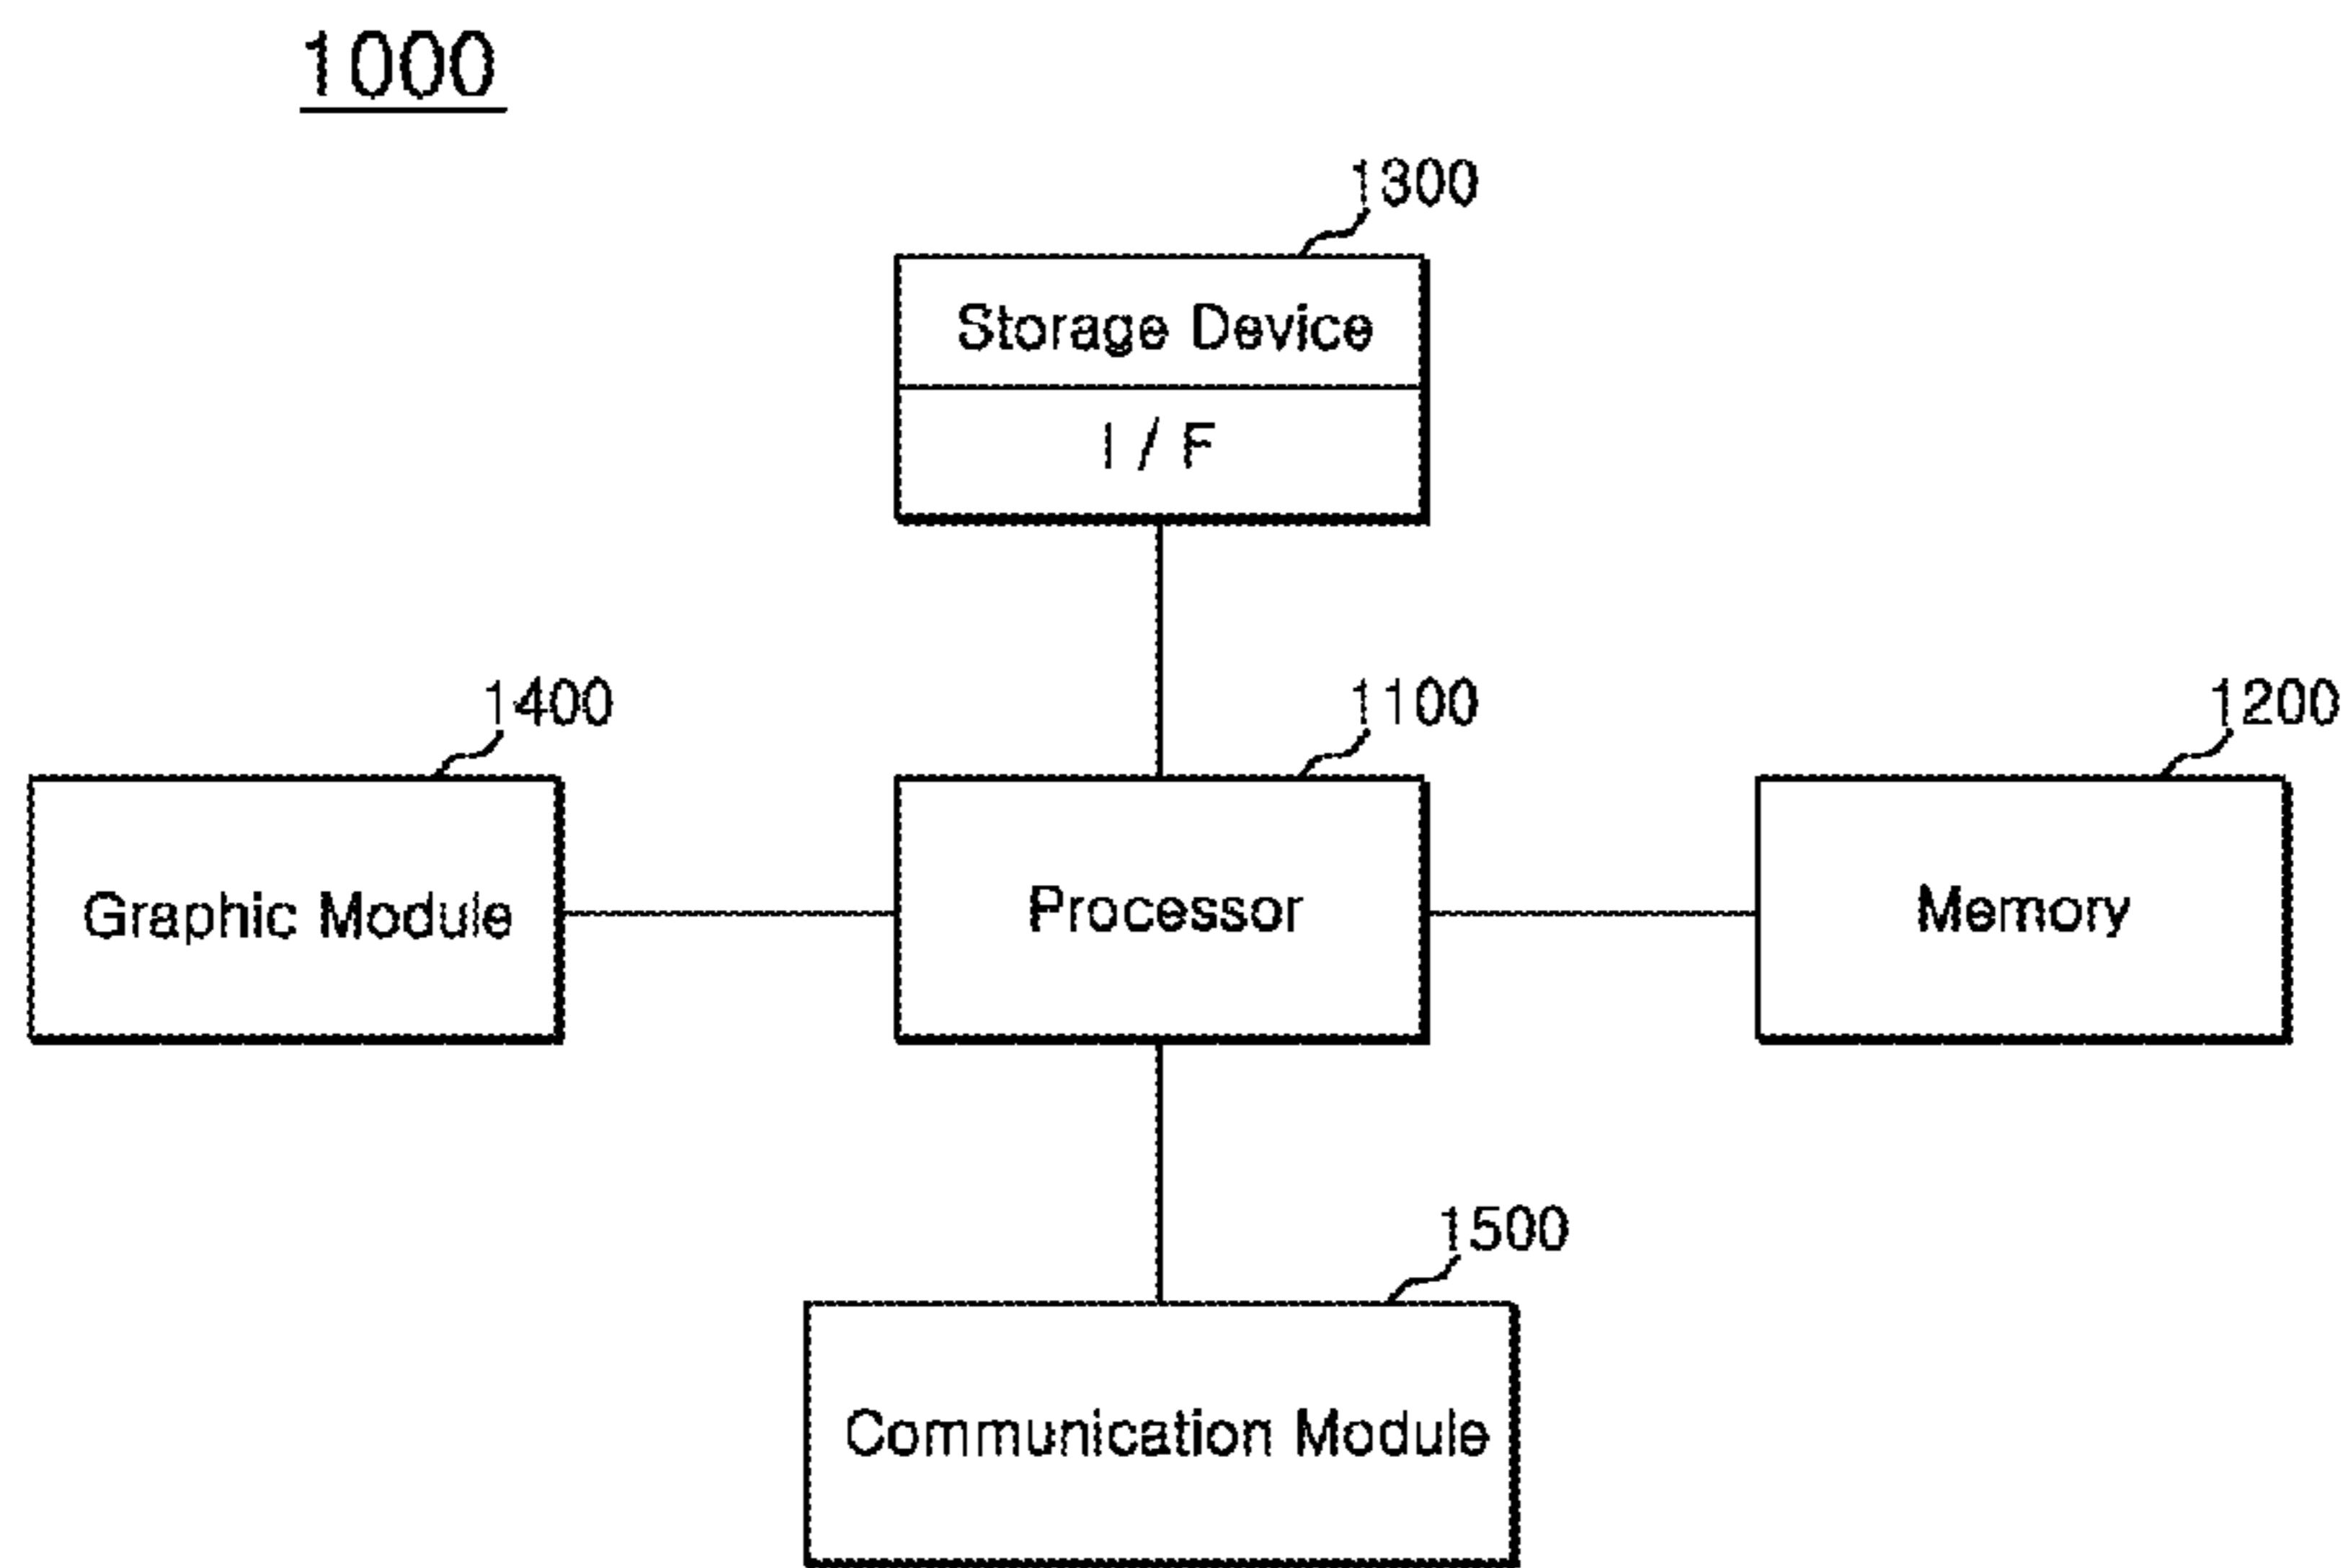 1000
1300
Storage Device
I / F
1400
1100
1200
Graphic Module
Processor
Memory
1500
Communication Module